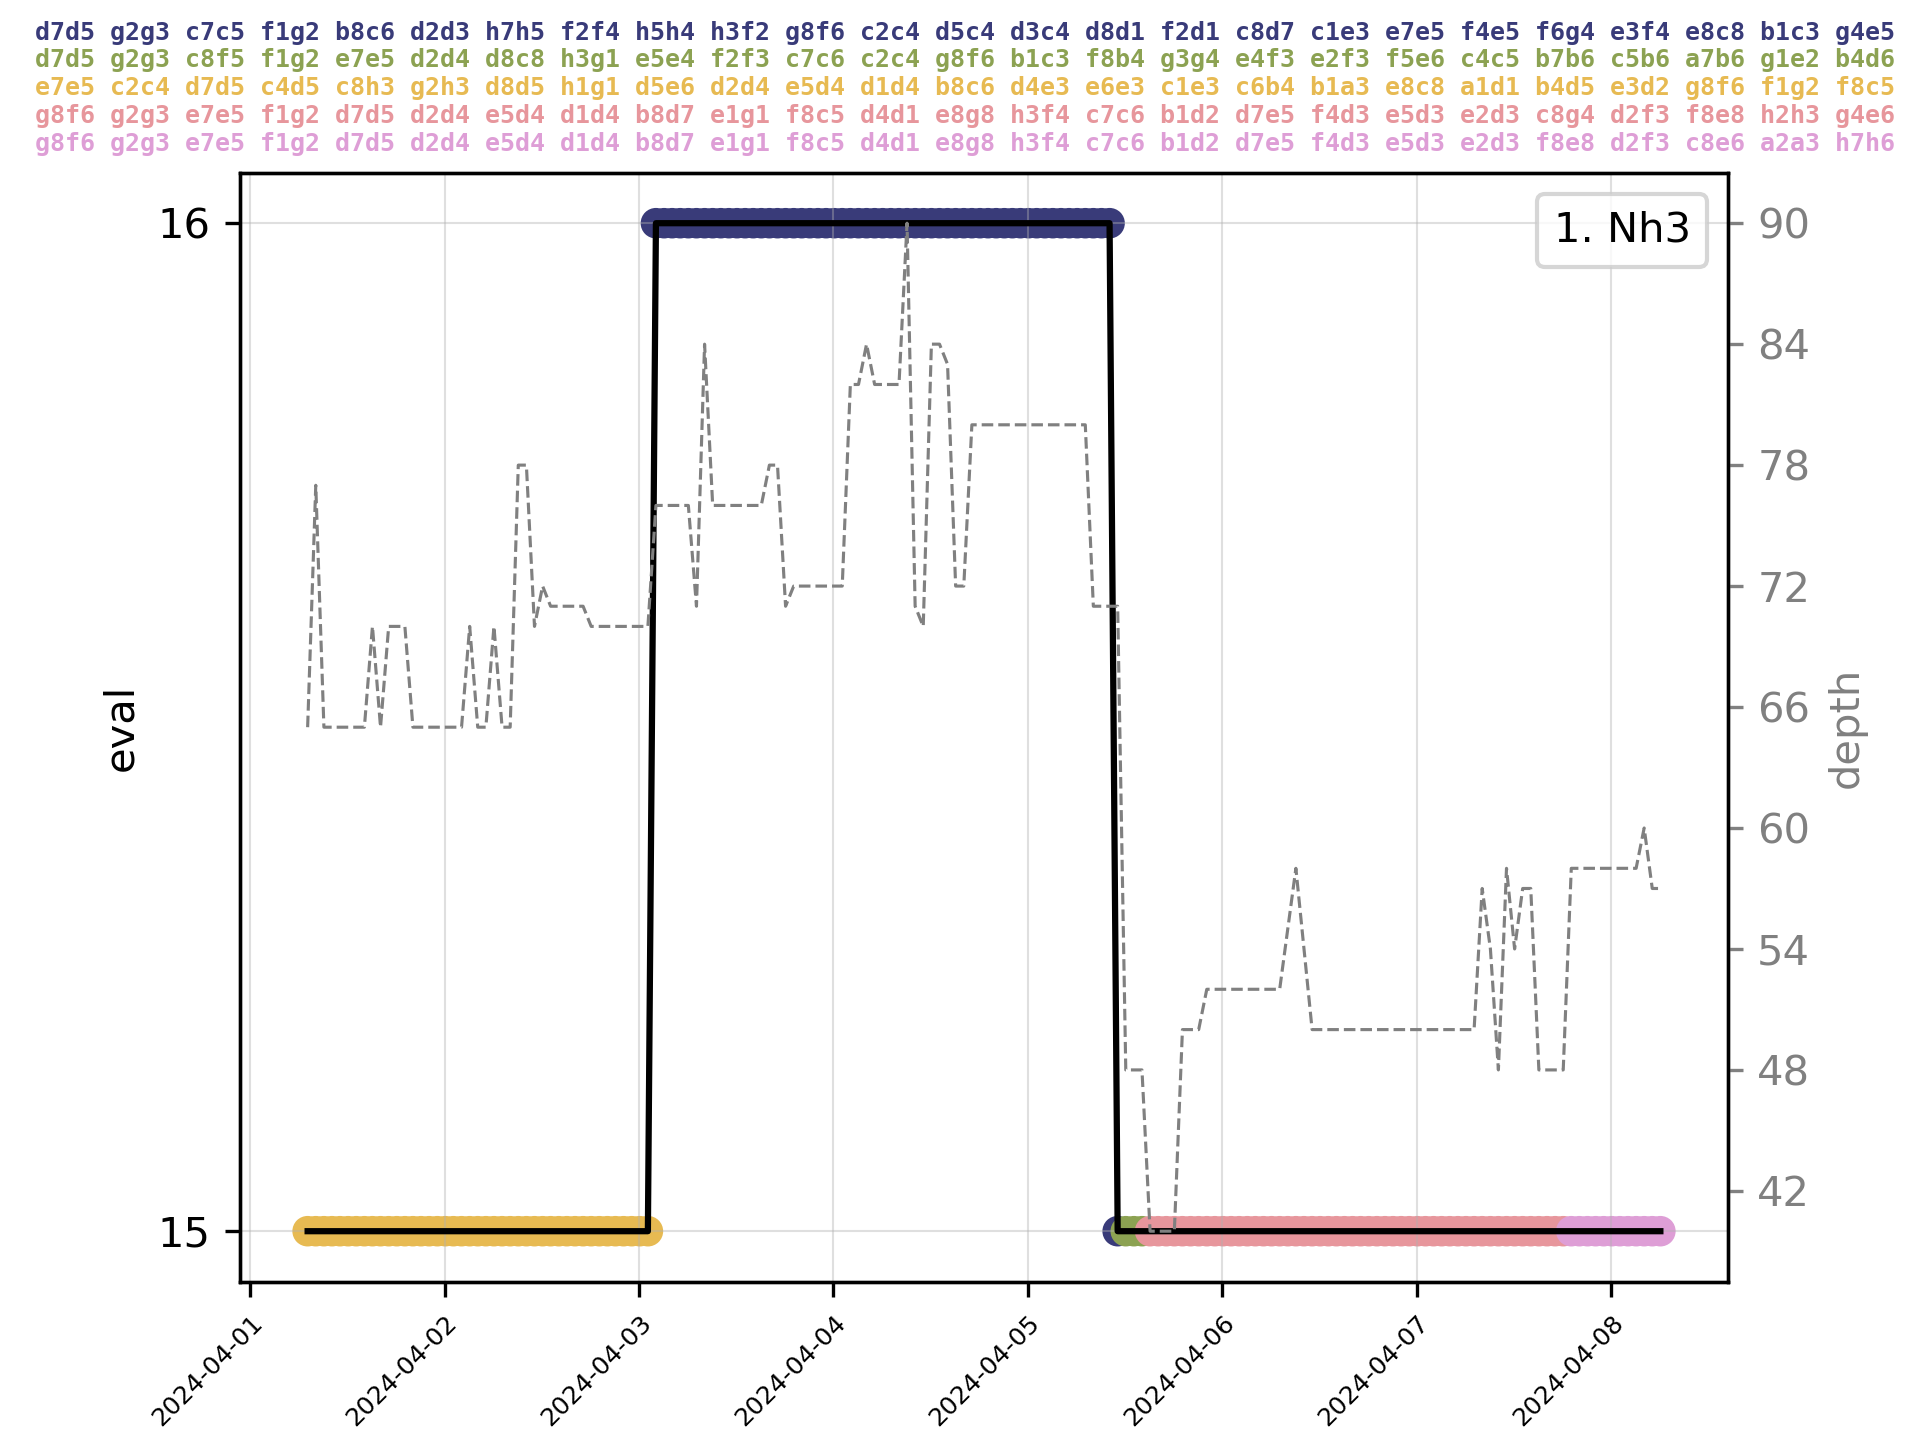 d7d5 g2g3 c7c5 f1g2 b8c6 d2d3 h7h5 f2f4 h5h4 h3f2 g8f6 c2c4 d5c4 d3c4 d8d1 f2d1 c8d7 c1e3 e7e5 f4e5 f6g4 e3f4 e8c8 b1c3 g4e5
d7d5 g2g3 c8f5 f1g2 e7e5 d2d4 d8c8 h3g1 e5e4 f2f3 c7c6 c2c4 g8f6 b1c3 f8b4 g3g4 e4f3 e2f3 f5e6 c4c5 b7b6 c5b6 a7b6 g1e2 b4d6
e7e5 c2c4 d7d5 c4d5 c8h3 g2h3 d8d5 h1g1 d5e6 d2d4 e5d4 d1d4 b8c6 d4e3 e6e3 c1e3 c6b4 b1a3 e8c8 a1d1 b4d5 e3d2 g8f6 f1g2 f8c5
g8f6 g2g3 e7e5 f1g2 d7d5 d2d4 e5d4 d1d4 b8d7 e1g1 f8c5 d4d1 e8g8 h3f4 c7c6 b1d2 d7e5 f4d3 e5d3 e2d3 c8g4 d2f3 f8e8 h2h3 g4e6
g8f6 g2g3 e7e5 f1g2 d7d5 d2d4 e5d4 d1d4 b8d7 e1g1 f8c5 d4d1 e8g8 h3f4 c7c6 b1d2 d7e5 f4d3 e5d3 e2d3 f8e8 d2f3 c8e6 a2a3 h7h6
16
1. Nh3
90
84
78
72
66
60
54
48
42
eval
depth
15
2024-04-01
2024-04-02
2024-04-03
2024-04-04
2024-04-05
2024-04-06
2024-04-07
2024-04-08